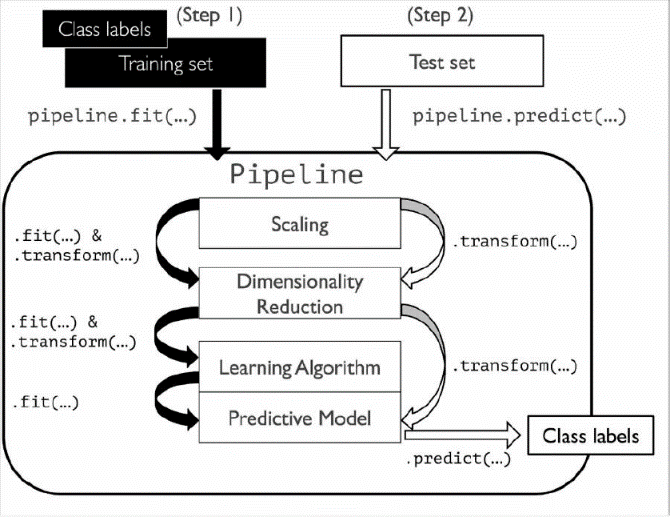 (Step 1)
(Step 2)
Class labels
Training set
Test set
pipeline.fit(...)
pipeline.predict(...)
Pipeline
Scaling
.fit(...) &
.transform(...)
.transform(...)
Dimensionality
Reduction
.fit(...) &
.transform(...)
Learning Algorithm
.transform(...)
.fit(...)
Predictive Model
Class labels
.predict(...)